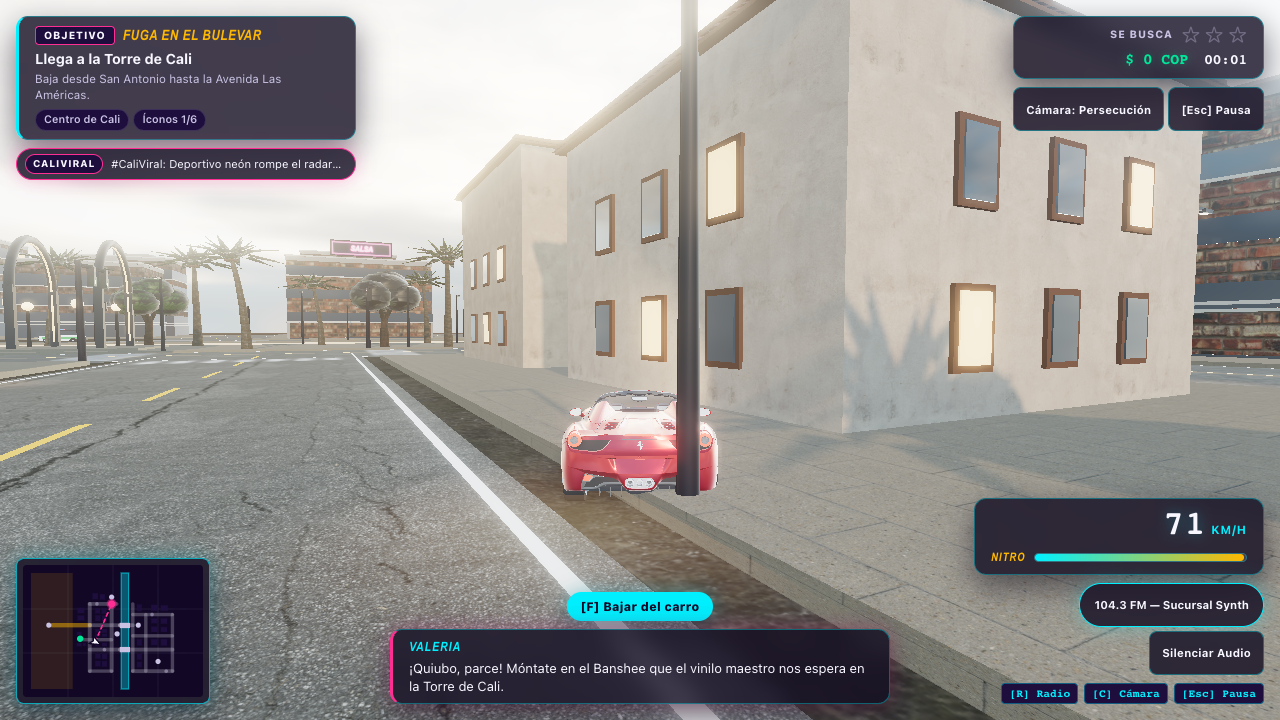 OBJETIVO FUGA EN EL BULEVAR
Llega a la Torre de Cali
Baja desde San Antonio hasta la Avenida Las
Américas.
Centro de Cali Íconos 1/6
CALIVIRAL #CaliViral: Deportivo neón rompe el radar...
SE BUSCA
$ 0 COP 00:01
Cámara: Persecución [Esc] Pausa
SALSA
71 KM/H
NITRO
[F] Bajar del carro
104.3 FM — Sucursal Synth
VALERIA
¡Quiubo, parce! Móntate en el Banshee que el vinilo maestro nos espera en
la Torre de Cali.
Silenciar Audio
[R] Radio [C] Cámara [Esc] Pausa